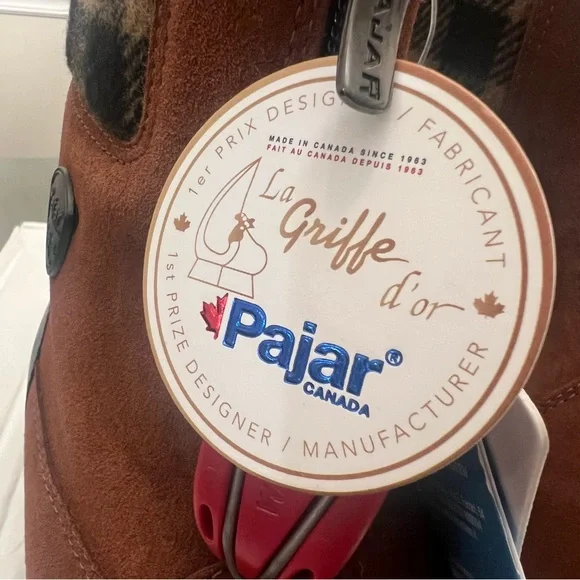 PAJAR
1er PRIX DESIGNER / FABRICANT
MADE IN CANADA SINCE 1963
FAIT AU CANADA DEPUIS 1963
La
Griffe
d'or
Pajar®
CANADA
1st PRIZE DESIGNER / MANUFACTURER